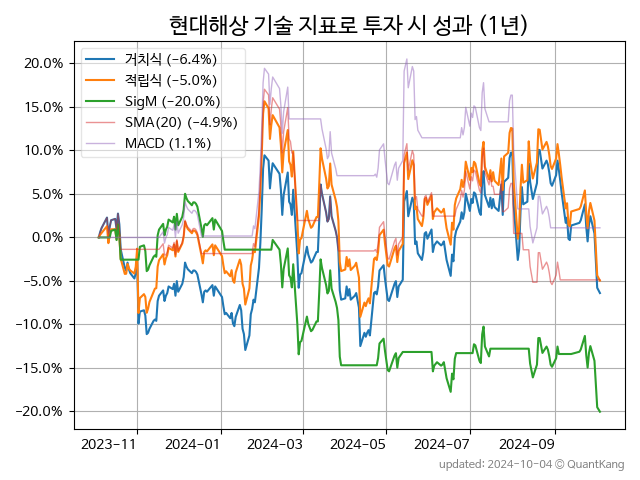 현대해상 기술 지표로 투자 시 성과 (1년)
거치식 (−6.4%)
적립식 (−5.0%)
SigM (−20.0%)
SMA(20) (−4.9%)
MACD (1.1%)
20.0%
15.0%
10.0%
5.0%
0.0%
−5.0%
−10.0%
−15.0%
−20.0%
2023-11 2024-01 2024-03 2024-05 2024-07 2024-09
updated: 2024-10-04 © QuantKang